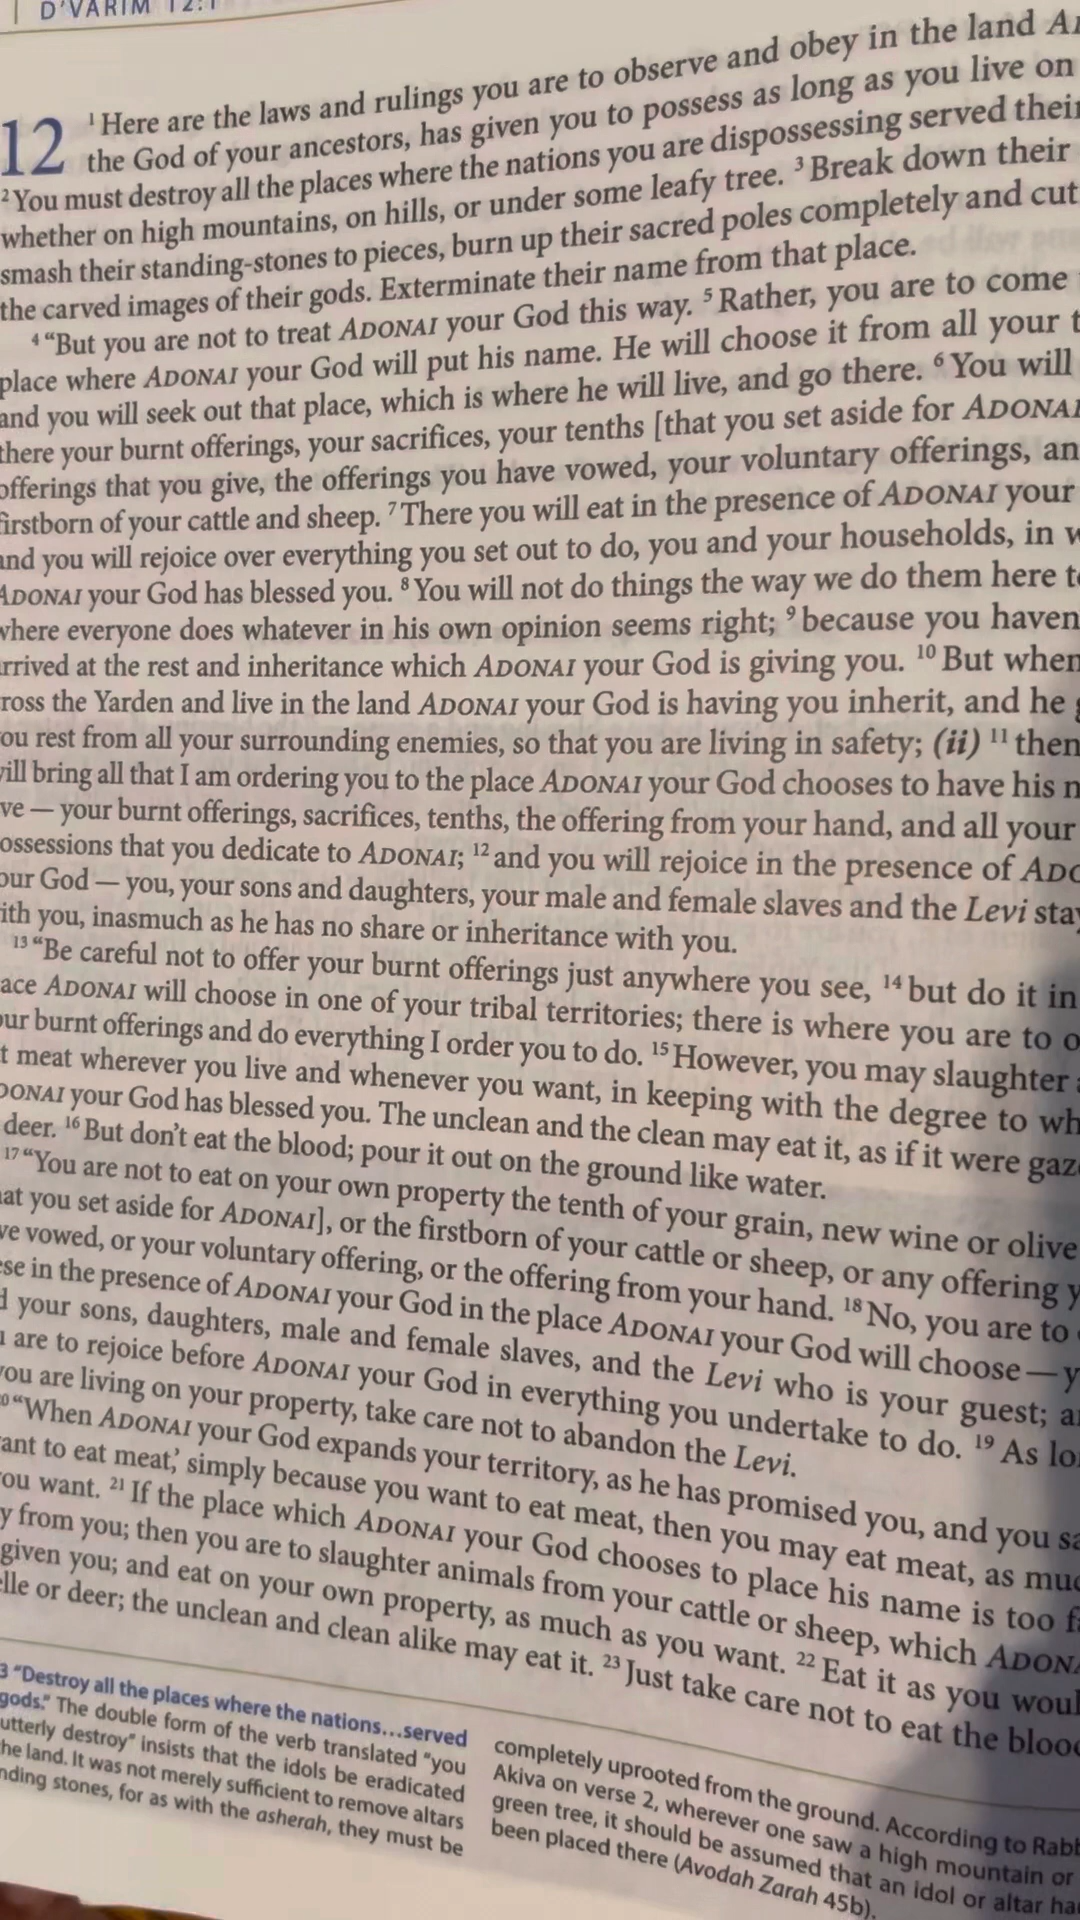 D'VARIM 12:1
12 ¹Here are the laws and rulings you are to observe and obey in the land
the God of your ancestors, has given you to possess as long as you live on
²You must destroy all the places where the nations you are dispossessing served their
whether on high mountains, on hills, or under some leafy tree. ³Break down their
smash their standing-stones to pieces, burn up their sacred poles completely and cut
the carved images of their gods. Exterminate their name from that place.
⁴“But you are not to treat ADONAI your God this way. ⁵Rather, you are to come
place where ADONAI your God will put his name. He will choose it from all your
and you will seek out that place, which is where he will live, and go there. ⁶You will
there your burnt offerings, your sacrifices, your tenths [that you set aside for ADONAI
offerings that you give, the offerings you have vowed, your voluntary offerings, an
firstborn of your cattle and sheep. ⁷There you will eat in the presence of ADONAI your
and you will rejoice over everything you set out to do, you and your households, in
ADONAI your God has blessed you. ⁸You will not do things the way we do them here
where everyone does whatever in his own opinion seems right; ⁹because you haven
rrived at the rest and inheritance which ADONAI your God is giving you. ¹⁰But when
ross the Yarden and live in the land ADONAI your God is having you inherit, and he
ou rest from all your surrounding enemies, so that you are living in safety; (ii) ¹¹then
ill bring all that I am ordering you to the place ADONAI your God chooses to have his
ve — your burnt offerings, sacrifices, tenths, the offering from your hand, and all your
ossessions that you dedicate to ADONAI; ¹²and you will rejoice in the presence of ADO
our God — you, your sons and daughters, your male and female slaves and the Levi stay
ith you, inasmuch as he has no share or inheritance with you.
¹³“Be careful not to offer your burnt offerings just anywhere you see, ¹⁴but do it in
ace ADONAI will choose in one of your tribal territories; there is where you are to o
ur burnt offerings and do everything I order you to do. ¹⁵However, you may slaughter
t meat wherever you live and whenever you want, in keeping with the degree to wh
DONAI your God has blessed you. The unclean and the clean may eat it, as if it were gaz
deer. ¹⁶But don’t eat the blood; pour it out on the ground like water.
¹⁷“You are not to eat on your own property the tenth of your grain, new wine or olive
hat you set aside for ADONAI], or the firstborn of your cattle or sheep, or any offering y
ve vowed, or your voluntary offering, or the offering from your hand. ¹⁸No, you are to
se in the presence of ADONAI your God in the place ADONAI your God will choose — y
d your sons, daughters, male and female slaves, and the Levi who is your guest; a
are to rejoice before ADONAI your God in everything you undertake to do. ¹⁹As lo
you are living on your property, take care not to abandon the Levi.
“When ADONAI your God expands your territory, as he has promised you, and you sa
ant to eat meat,’ simply because you want to eat meat, then you may eat meat, as muc
ou want. ²¹If the place which ADONAI your God chooses to place his name is too f
y from you; then you are to slaughter animals from your cattle or sheep, which ADONA
given you; and eat on your own property, as much as you want. ²²Eat it as you woul
elle or deer; the unclean and clean alike may eat it. ²³Just take care not to eat the bloo
3 “Destroy all the places where the nations...served
gods.” The double form of the verb translated “you
utterly destroy” insists that the idols be eradicated
he land. It was not merely sufficient to remove altars
nding stones, for as with the asherah, they must be
completely uprooted from the ground. According to Rabb
Akiva on verse 2, wherever one saw a high mountain or
green tree, it should be assumed that an idol or altar ha
been placed there (Avodah Zarah 45b).